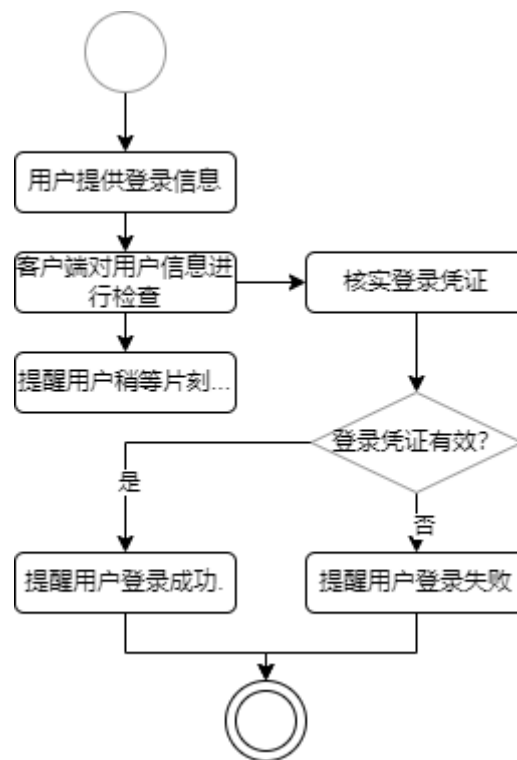 用户提供登录信息
客户端对用户信息进
行检查
核实登录凭证
提醒用户稍等片刻...
登录凭证有效?
是
否
提醒用户登录成功.
提醒用户登录失败